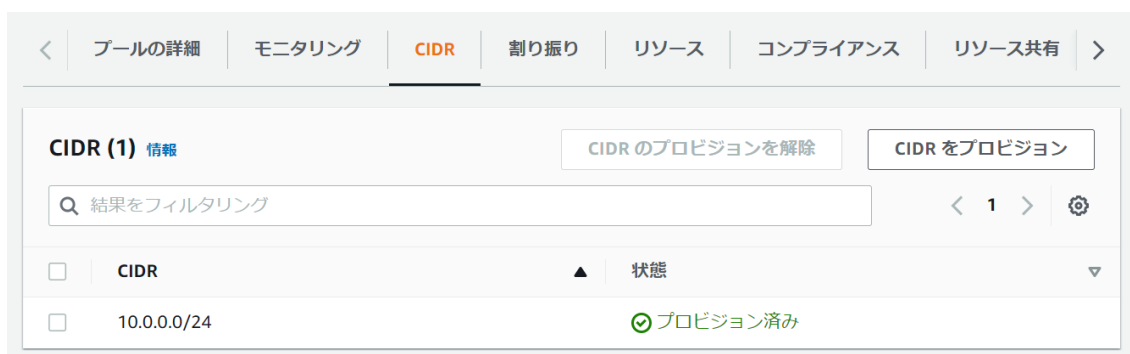 プールの詳細 モニタリング CIDR 割り振り リソース コンプライアンス リソース共有
CIDR (1) 情報 CIDR のプロビジョンを解除 CIDR をプロビジョン
結果をフィルタリング 1
CIDR 状態
10.0.0.0/24 プロビジョン済み